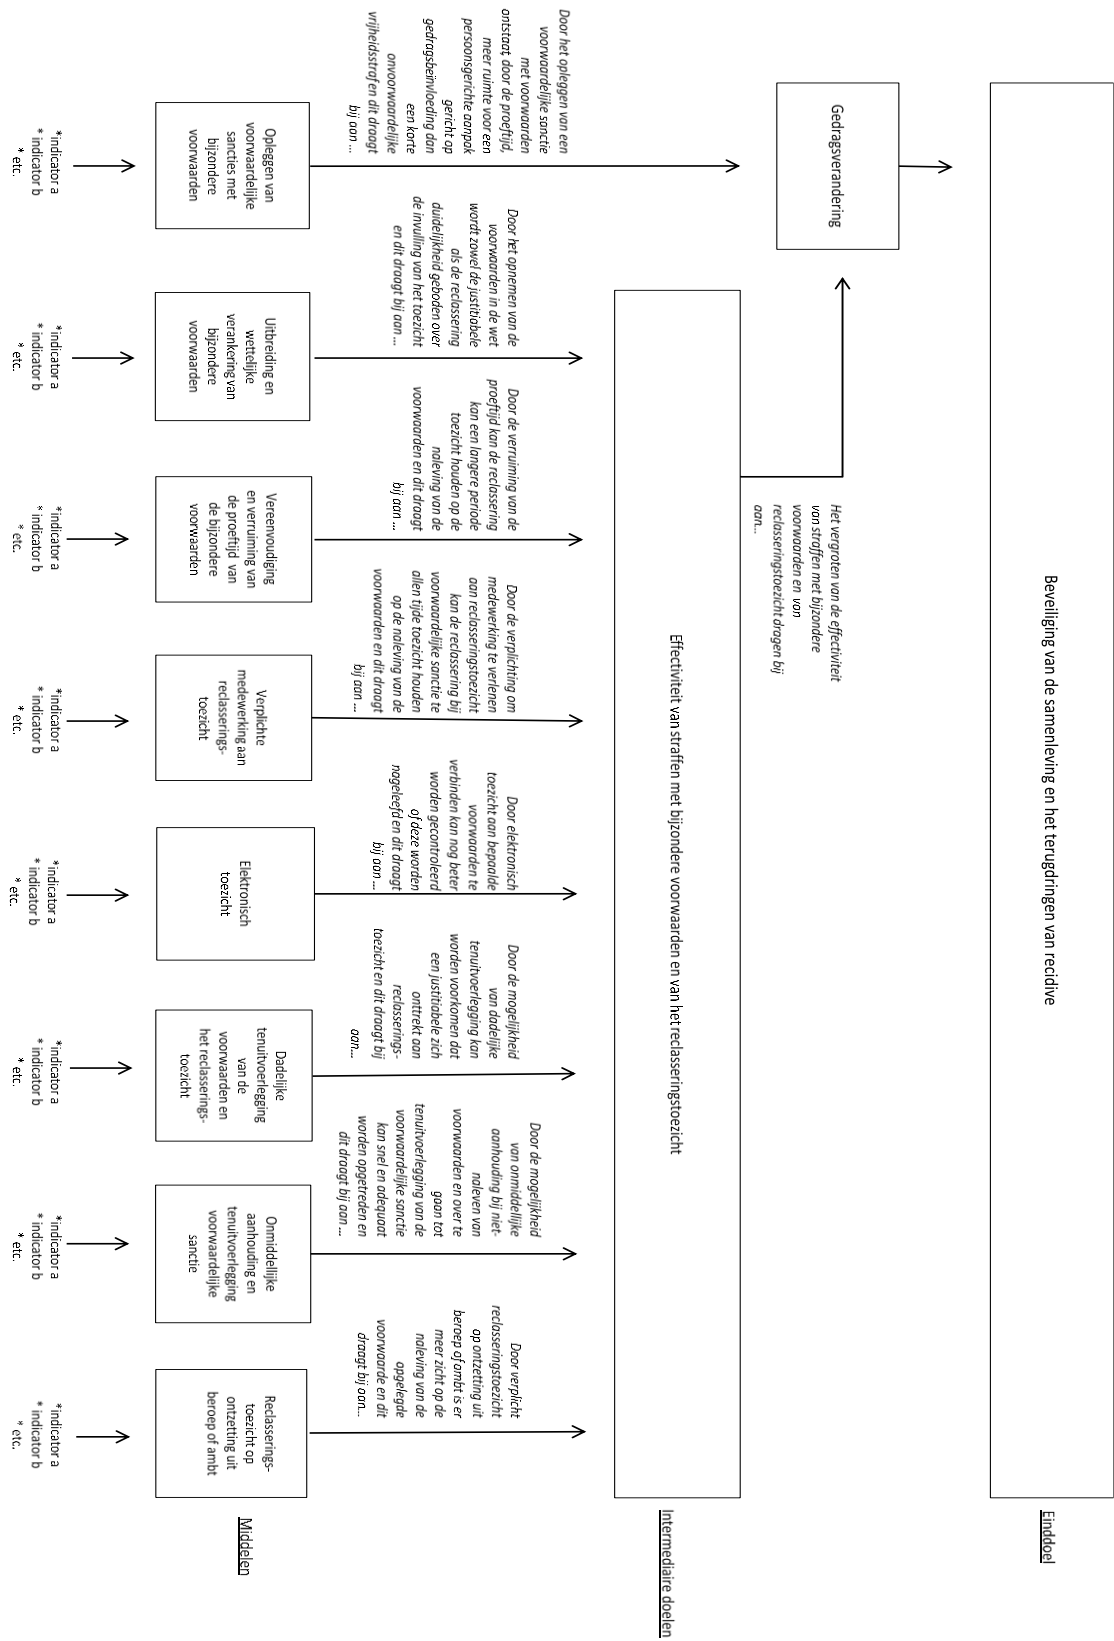 Beveiliging van de samenleving en het terugdringen van recidive
Einddoel
Gedragsverandering
Het vergroten van de effectiviteit
van straffen met bijzondere
voorwaarden en van
reclasseringstoezicht dragen bij
aan...
Effectiviteit van straffen met bijzondere voorwaarden en van het reclasseringstoezicht
Intermediaire doelen
Door het opleggen van een
voorwaardelijke sanctie
met voorwaarden
ontstaat, door de proeftijd,
meer ruimte voor een
persoonsgerichte aanpak
gericht op
gedragsbeïnvloeding dan
een korte
onvoorwaardelijke
vrijheidsstraf en dit draagt
bij aan ...
Door het opnemen van de
voorwaarden in de wet
wordt zowel de justitiabele
als de reclassering
duidelijkheid geboden over
de invulling van het toezicht
en dit draagt bij aan ...
Door de verruiming van de
proeftijd kan de reclassering
kan een langere periode
toezicht houden op de
naleving van de
voorwaarden en dit draagt
bij aan ...
Door de verplichting om
medewerking te verlenen
aan reclasseringstoezicht
kan de reclassering bij
voorwaardelijke sanctie te
allen tijde toezicht houden
op de naleving van de
voorwaarden en dit draagt
bij aan ...
Door elektronisch
toezicht aan bepaalde
voorwaarden te
verbinden kan nog beter
worden gecontroleerd
of deze worden
nageleefd en dit draagt
bij aan ...
Door de mogelijkheid
van dadelijke
tenuitvoerlegging kan
worden voorkomen dat
een justitiabele zich
onttrekt aan
reclasserings-
toezicht en dit draagt bij
aan...
Door de mogelijkheid
van onmiddellijke
aanhouding bij niet-
naleven van
voorwaarden en over te
gaan tot
tenuitvoerlegging van de
voorwaardelijke sanctie
kan snel en adequaat
worden opgetreden en
dit draagt bij aan ...
Door verplicht
reclasseringstoezicht
op ontzetting uit
beroep of ambt is er
meer zicht op de
naleving van de
opgelegde
voorwaarde en dit
draagt bij aan...
Opleggen van
voorwaardelijke
sancties met
bijzondere
voorwaarden
Uitbreiding en
wettelijke
verankering van
bijzondere
voorwaarden
Vereenvoudiging
en verruiming van
de proeftijd van
de bijzondere
voorwaarden
Verplichte
medewerking aan
reclasserings-
toezicht
Elektronisch
toezicht
Dadelijke
tenuitvoerlegging
van de
voorwaarden en
het reclasserings-
toezicht
Onmiddellijke
aanhouding en
tenuitvoerlegging
voorwaardelijke
sanctie
Reclasserings-
toezicht op
ontzetting uit
beroep of ambt
Middelen
*indicator a
* indicator b
* etc.
*indicator a
* indicator b
* etc.
*indicator a
* indicator b
* etc.
*indicator a
* indicator b
* etc.
*indicator a
* indicator b
* etc.
*indicator a
* indicator b
* etc.
*indicator a
* indicator b
* etc.
*indicator a
* indicator b
* etc.